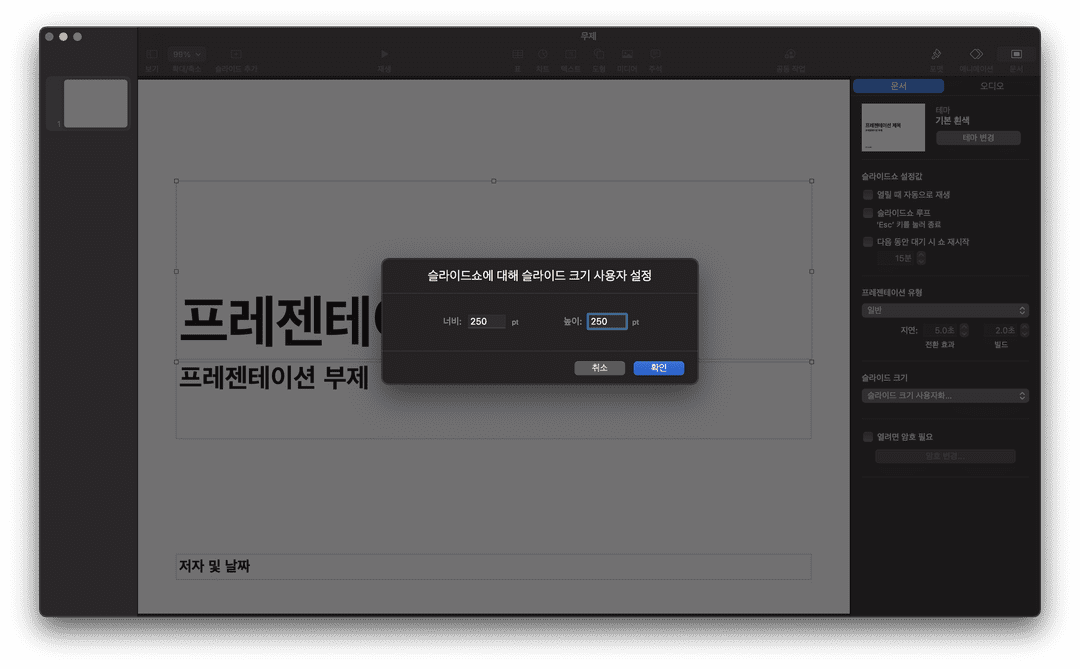 무제
99%
보기
확대/축소
슬라이드 추가
재생
표
차트
텍스트
도형
미디어
주석
공동 작업
포맷
애니메이션
문서
문서
오디오
1
프레젠테이션 제목
테마
기본 흰색
테마 변경
슬라이드쇼 설정값
열릴 때 자동으로 재생
슬라이드쇼 루프
'Esc' 키를 눌러 종료
다음 동안 대기 시 쇼 재시작
15분
프레젠테이션 유형
일반
지연: 5.0초 2.0초
전환 효과 빌드
슬라이드 크기
슬라이드 크기 사용자화...
열려면 암호 필요
암호 변경...
슬라이드쇼에 대해 슬라이드 크기 사용자 설정
너비: 250 pt 높이: 250 pt
취소 확인
프레젠테이
프레젠테이션 부제
저자 및 날짜